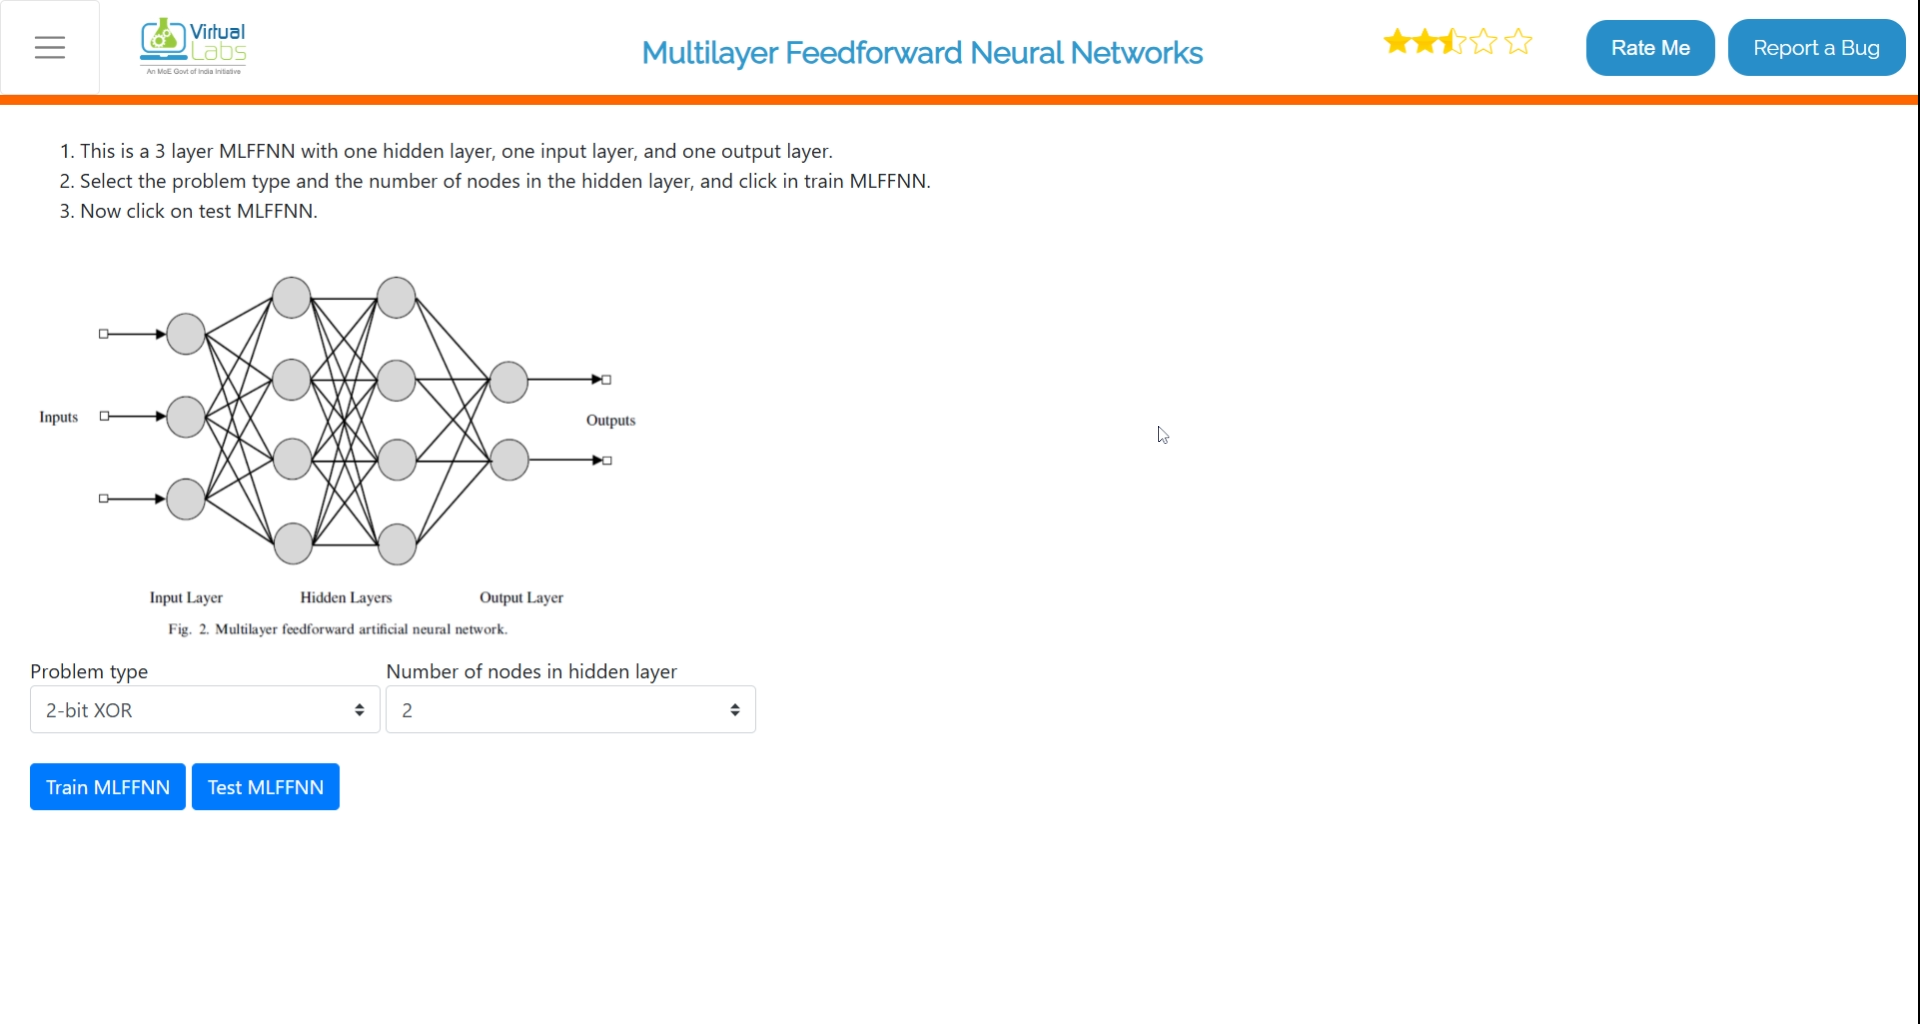 Virtual
Labs
An MoE Govt of India Initiative
Multilayer Feedforward Neural Networks
Rate Me
Report a Bug
1. This is a 3 layer MLFFNN with one hidden layer, one input layer, and one output layer.
2. Select the problem type and the number of nodes in the hidden layer, and click in train MLFFNN.
3. Now click on test MLFFNN.
Inputs
Outputs
Input Layer
Hidden Layers
Output Layer
Fig. 2. Multilayer feedforward artificial neural network.
Problem type
Number of nodes in hidden layer
2-bit XOR
2
Train MLFFNN
Test MLFFNN